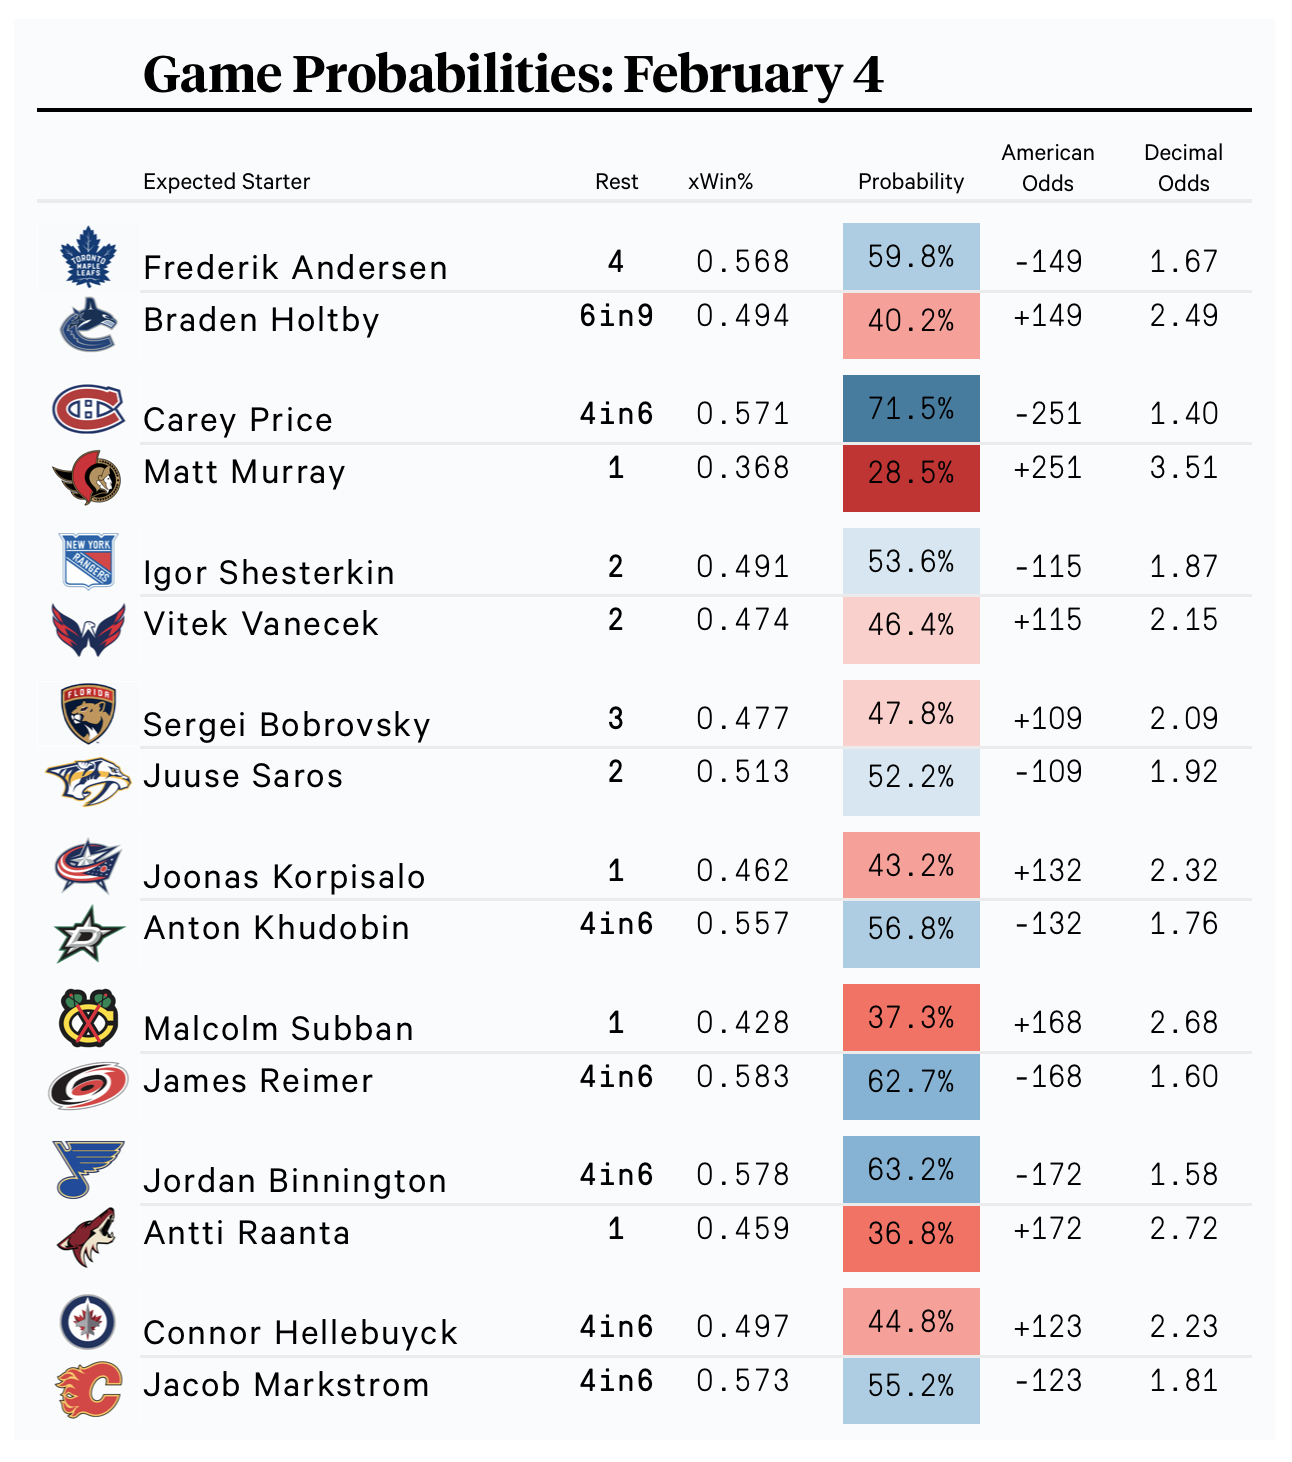 Game Probabilities: February 4
Expected Starter Rest xWin% Probability American Odds Decimal Odds
TORONTO MAPLE LEAFS
Frederik Andersen 4 0.568 59.8% -149 1.67
Braden Holtby 6in9 0.494 40.2% +149 2.49
Carey Price 4in6 0.571 71.5% -251 1.40
Matt Murray 1 0.368 28.5% +251 3.51
NEW YORK RANGERS
Igor Shesterkin 2 0.491 53.6% -115 1.87
Vitek Vanecek 2 0.474 46.4% +115 2.15
FLORIDA
Sergei Bobrovsky 3 0.477 47.8% +109 2.09
Juuse Saros 2 0.513 52.2% -109 1.92
Joonas Korpisalo 1 0.462 43.2% +132 2.32
Anton Khudobin 4in6 0.557 56.8% -132 1.76
Malcolm Subban 1 0.428 37.3% +168 2.68
James Reimer 4in6 0.583 62.7% -168 1.60
Jordan Binnington 4in6 0.578 63.2% -172 1.58
Antti Raanta 1 0.459 36.8% +172 2.72
Connor Hellebuyck 4in6 0.497 44.8% +123 2.23
Jacob Markstrom 4in6 0.573 55.2% -123 1.81